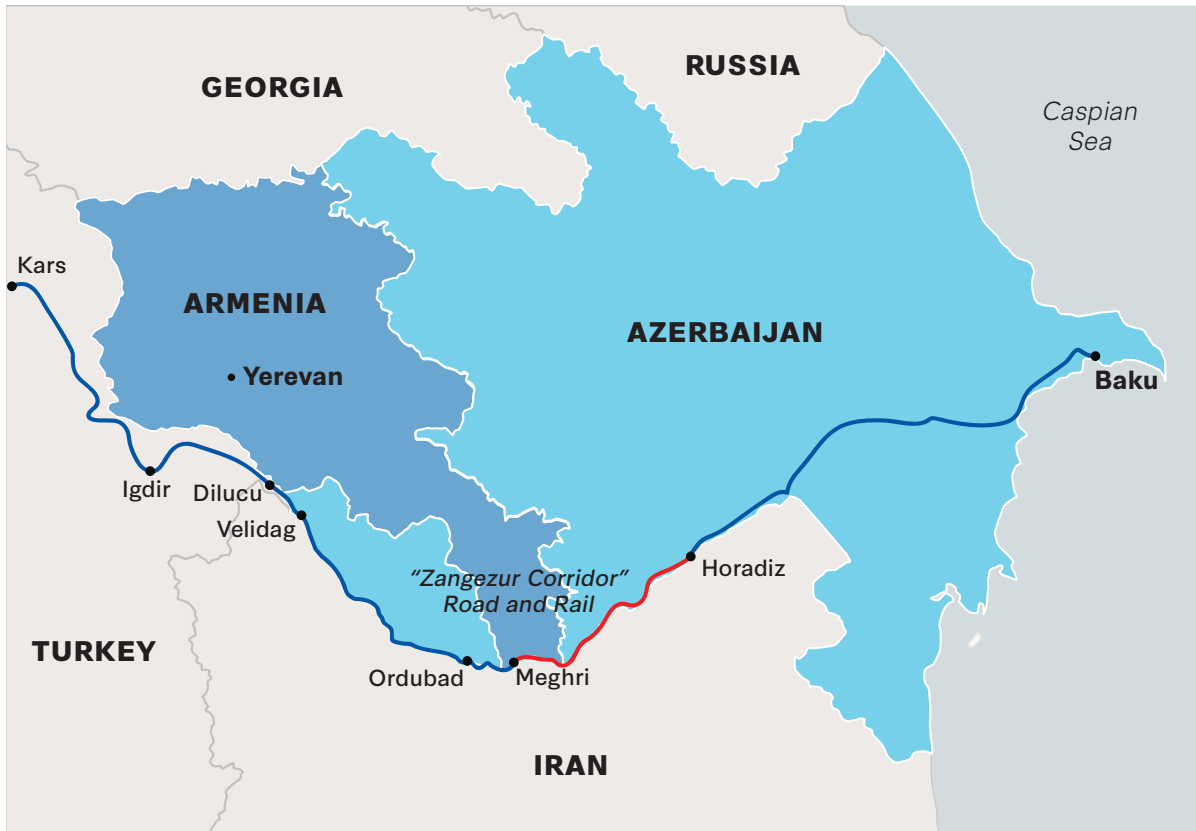 RUSSIA
GEORGIA
Caspian
Sea
Kars
ARMENIA
AZERBAIJAN
Yerevan
Baku
Igdir
Dilucu
Velidag
Horadiz
“Zangezur Corridor”
Road and Rail
TURKEY
Ordubad
Meghri
IRAN